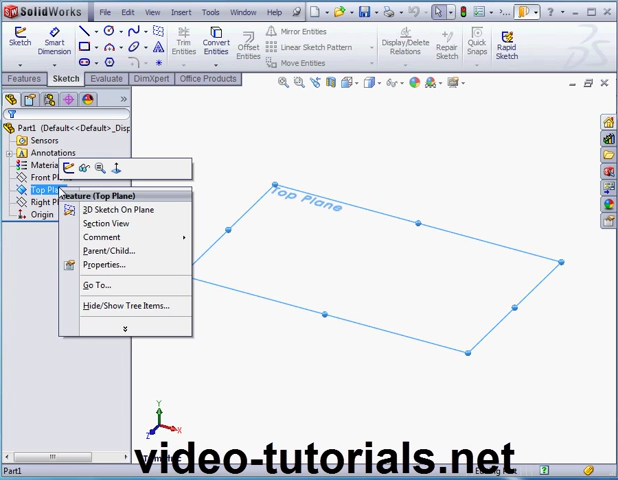 SolidWorks File Edit View Insert Tools Window Help
Sketch Smart Dimension Trim Entities Convert Entities Offset Entities Mirror Entities Linear Sketch Pattern Move Entities Display/Delete Relations Repair Sketch Quick Snaps Rapid Sketch
Features Sketch Evaluate DimXpert Office Products
Part1 (Default<<Default>_Disp
Sensors
Annotations
Materia
Front Pl
Top Plane
Right Pl
Origin
Feature (Top Plane)
3D Sketch On Plane
Section View
Comment
Parent/Child...
Properties...
Go To...
Hide/Show Tree Items...
Top Plane
Y
X
Z
video-tutorials.net
Part1